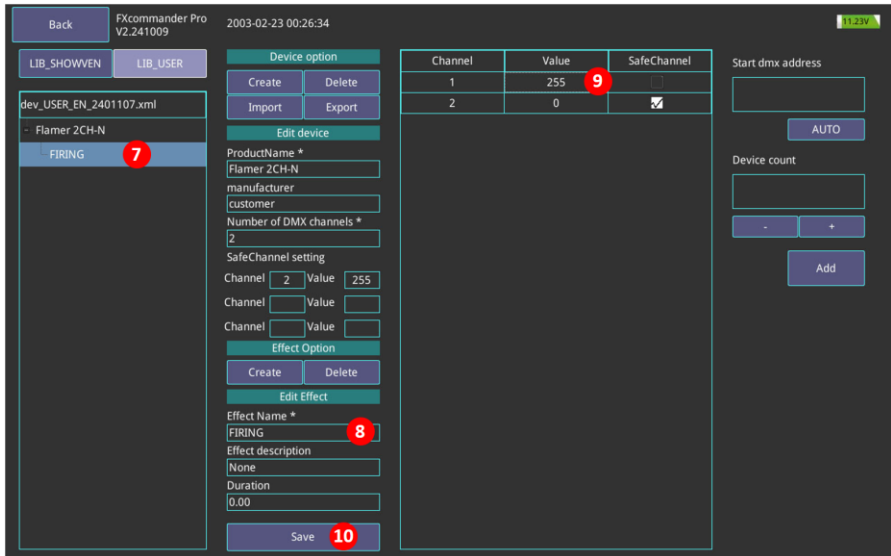 Back
FXcommander Pro
V2.241009
2003-02-23 00:26:34
11.23V
LIB_SHOWVEN
LIB_USER
dev_USER_EN_2401107.xml
Flamer 2CH-N
FIRING
7
Device option
Create
Delete
Import
Export
Edit device
ProductName *
Flamer 2CH-N
manufacturer
customer
Number of DMX channels *
2
SafeChannel setting
Channel 2 Value 255
Channel Value
Channel Value
Effect Option
Create
Delete
Edit Effect
Effect Name *
FIRING
8
Effect description
None
Duration
0.00
Save
10
Channel Value SafeChannel
1 255 9
2 0
Start dmx address
AUTO
Device count
- +
Add